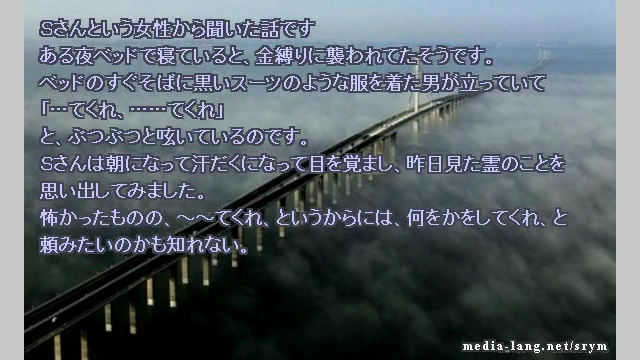 Sさんという女性から聞いた話です
ある夜ベッドで寝ていると、金縛りに襲われてたそうです。
ベッドのすぐそばに黒いスーツのような服を着た男が立っていて
「…てくれ、……てくれ」
と、ぶつぶつと呟いているのです。
Sさんは朝になって汗だくになって目を覚まし、昨日見た霊のことを
思い出してみました。
怖かったものの、～～てくれ、というからには、何をかをしてくれ、と
頼みたいのかも知れない。
media-lang.net/srym